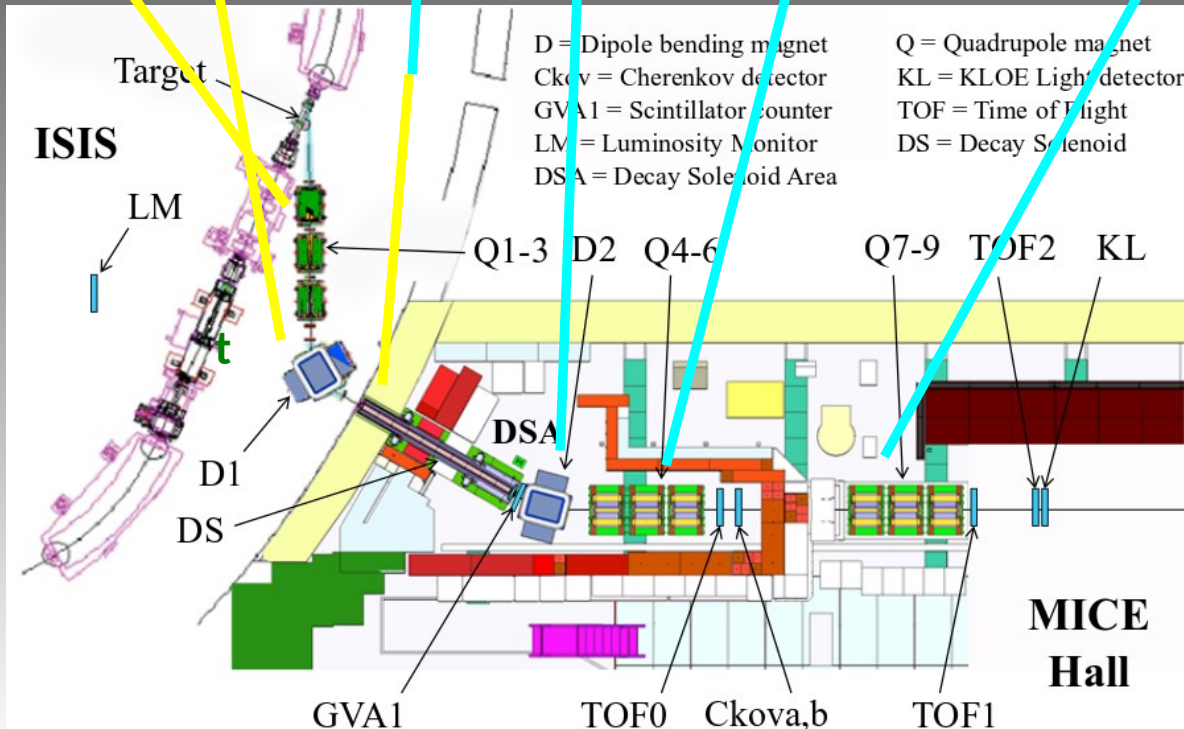 D = Dipole bending magnet
Q = Quadrupole magnet
Target
Ckov = Cherenkov detector
KL = KLOE Light detector
GVA1 = Scintillator counter
TOF = Time of Flight
ISIS
LM = Luminosity Monitor
DS = Decay Solenoid
DSA = Decay Solenoid Area
LM
Q1-3
D2
Q4-6
Q7-9
TOF2
KL
t
DSA
D1
DS
MICE
Hall
GVA1
TOF0
Ckova,b
TOF1